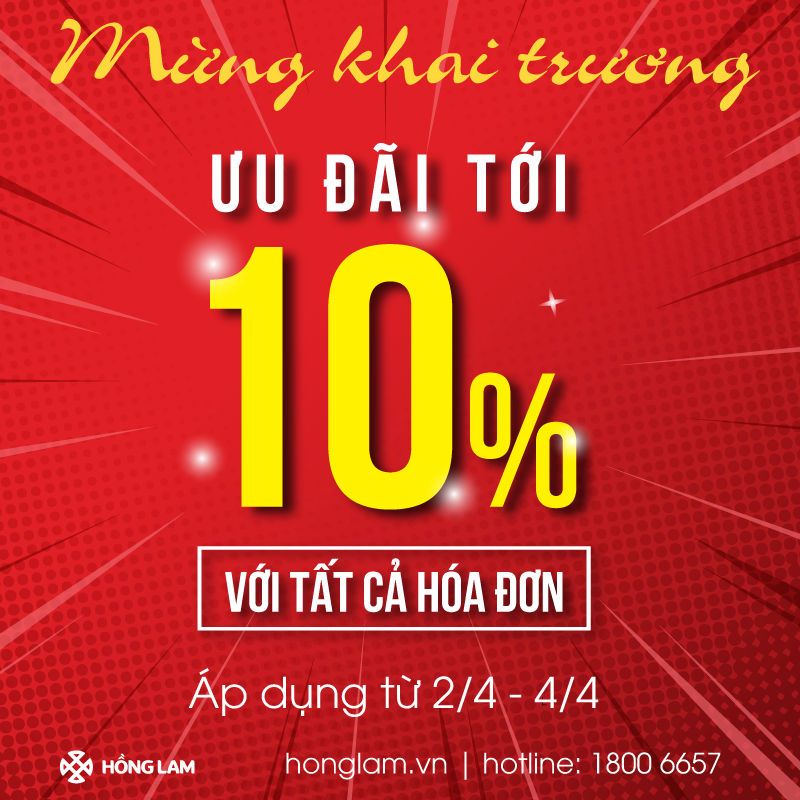 Mừng khai trương
ƯU ĐÃI TỚI
10%
VỚI TẤT CẢ HÓA ĐƠN
Áp dụng từ 2/4 - 4/4
HỒNG LAM honglam.vn | hotline: 1800 6657